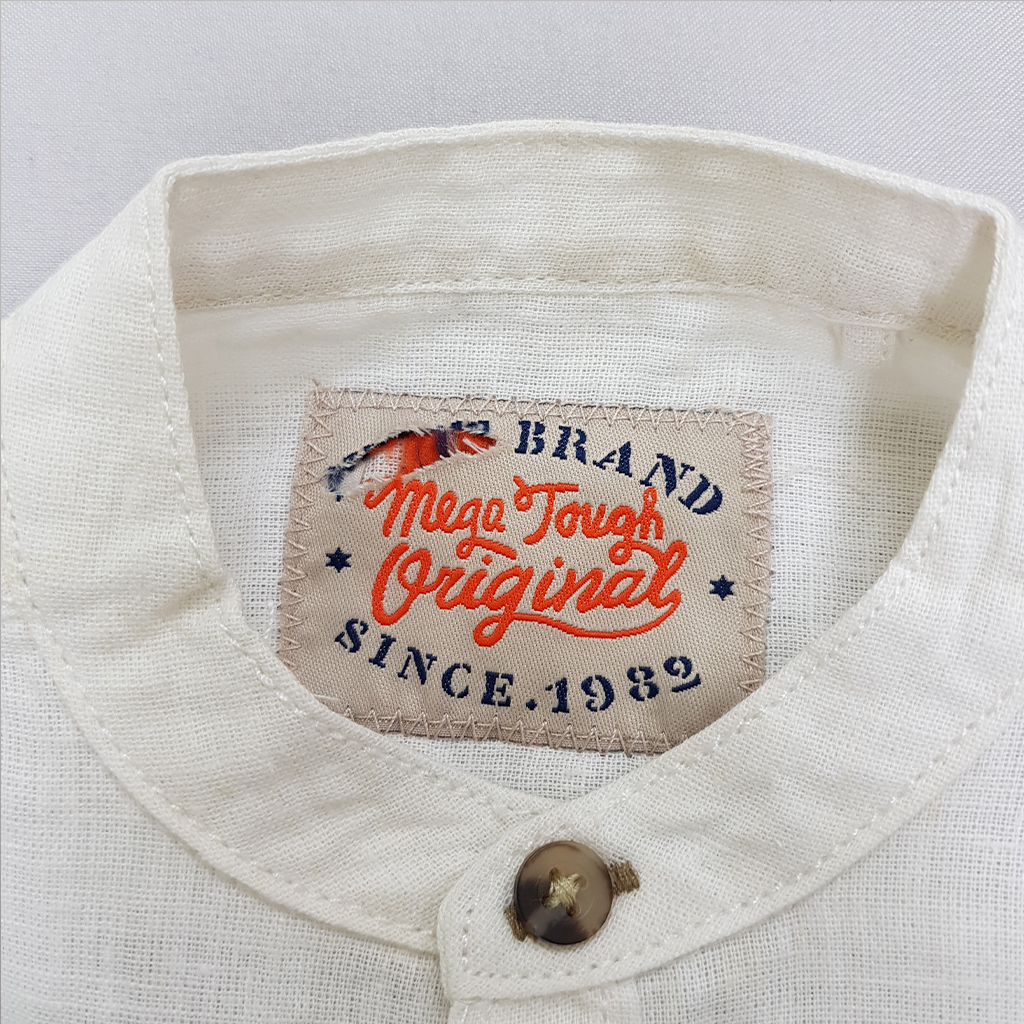 BRAND
Mega Tough
Original
SINCE.1982